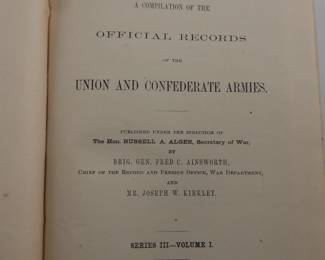 A COMPILATION OF THE
OFFICIAL RECORDS
OF THE
UNION AND CONFEDERATE ARMIES.
PUBLISHED UNDER THE DIRECTION OF
The Hon. RUSSELL A. ALGER, Secretary of War,
BY
BRIG. GEN. FRED C. AINSWORTH,
CHIEF OF THE RECORD AND PENSION OFFICE, WAR DEPARTMENT,
AND
MR. JOSEPH W. KIRKLEY.
SERIES III—VOLUME I.